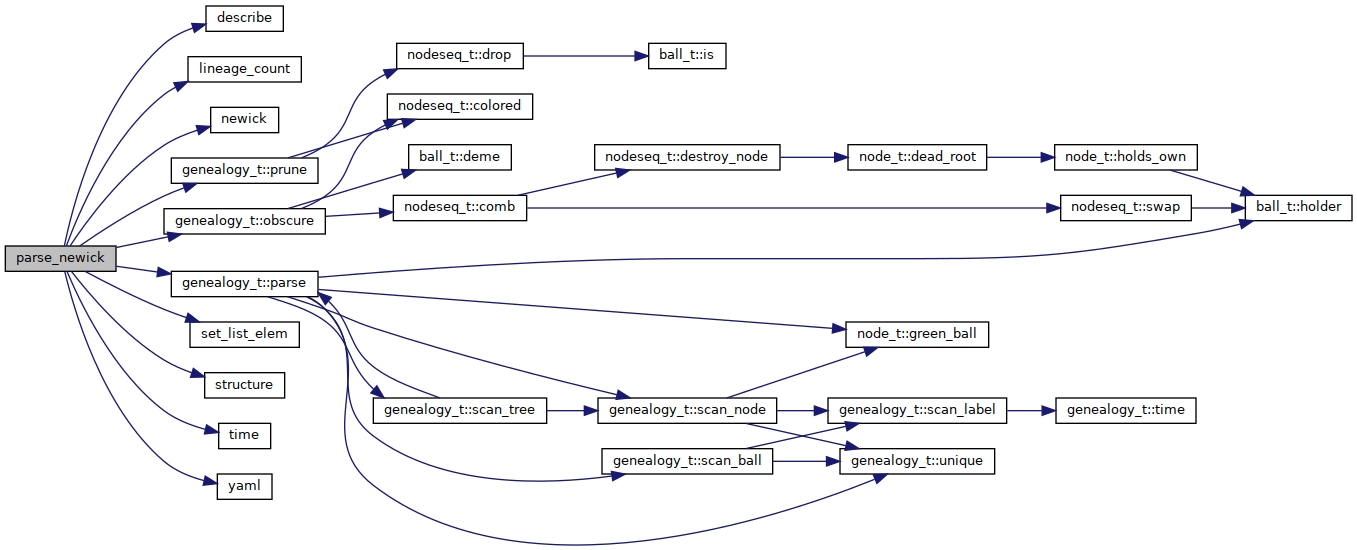 parse_newick
describe
lineage_count
newick
genealogy_t::prune
genealogy_t::obscure
genealogy_t::parse
set_list_elem
structure
time
yaml
nodeseq_t::drop
nodeseq_t::colored
ball_t::deme
nodeseq_t::comb
genealogy_t::scan_tree
ball_t::is
nodeseq_t::destroy_node
genealogy_t::scan_node
genealogy_t::scan_ball
node_t::dead_root
node_t::green_ball
genealogy_t::scan_label
genealogy_t::unique
node_t::holds_own
nodeseq_t::swap
genealogy_t::time
ball_t::holder